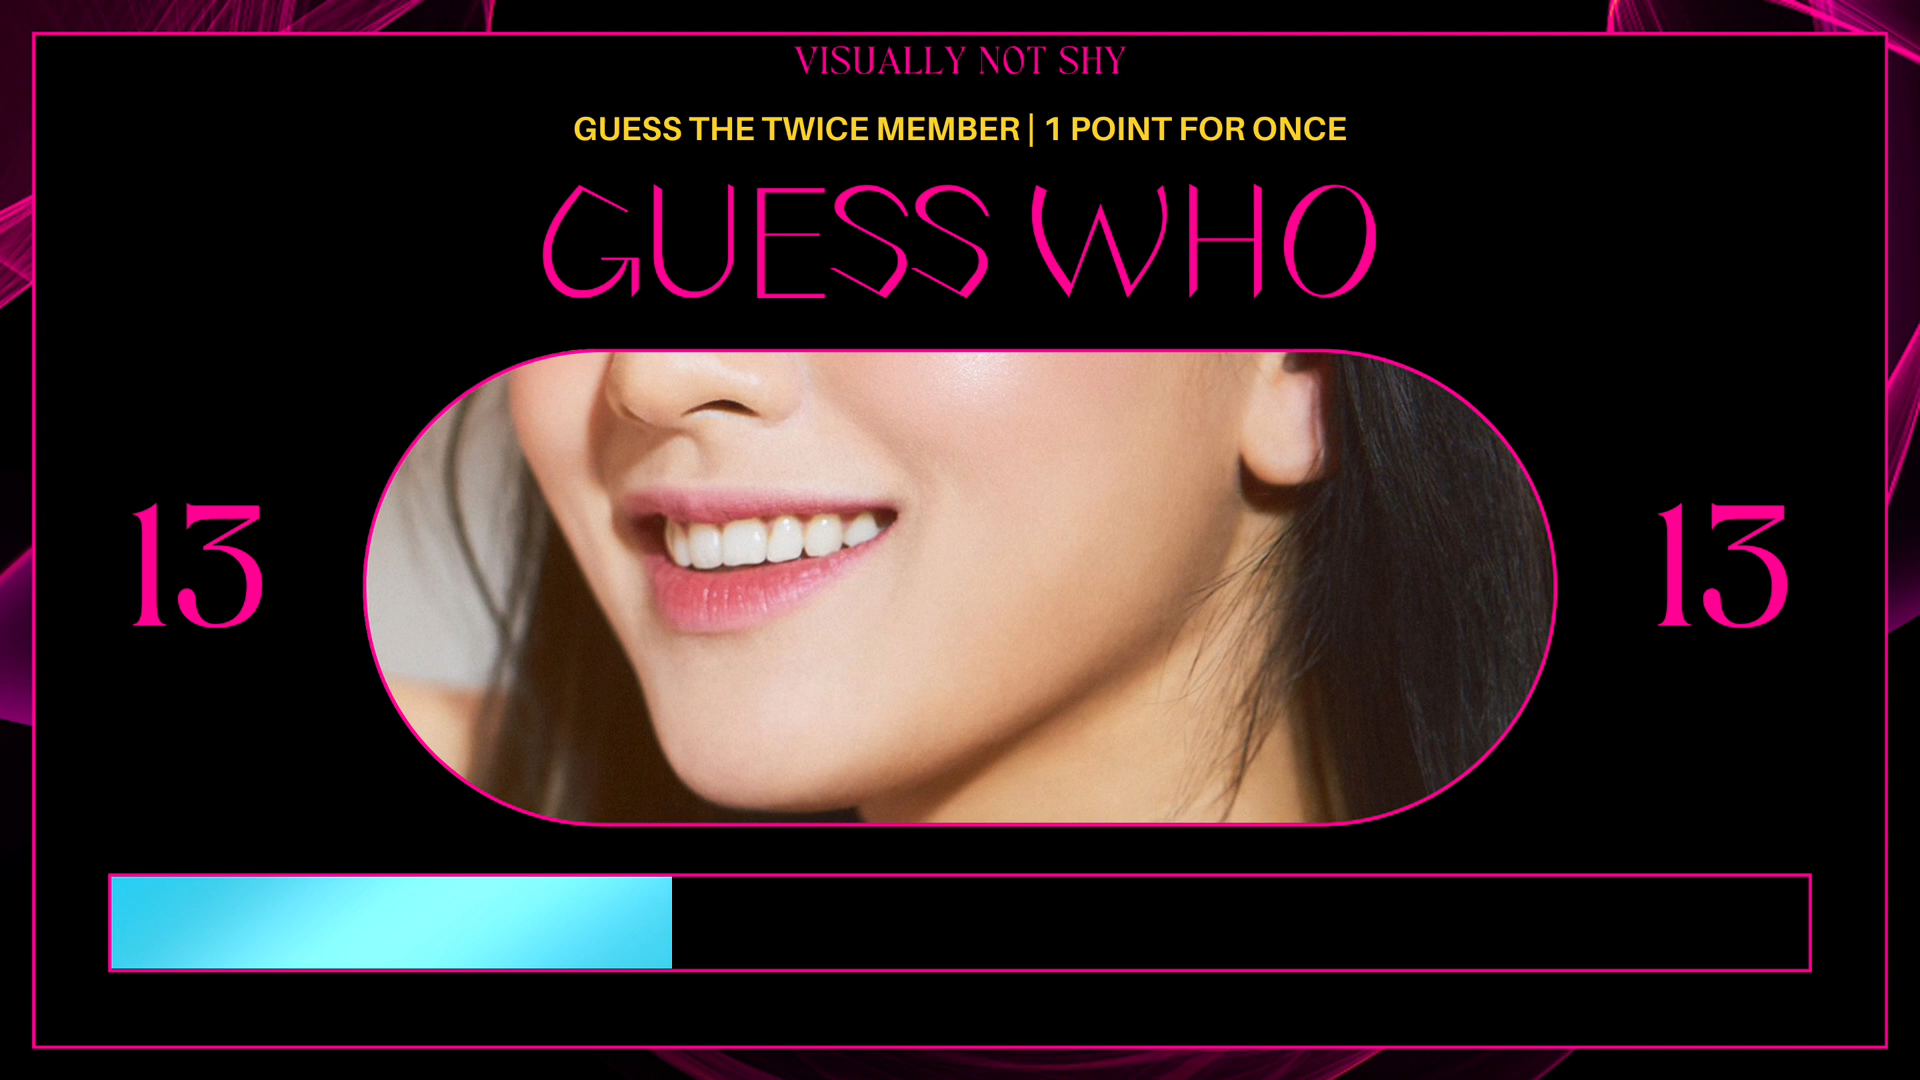 VISUALLY NOT SHY
GUESS THE TWICE MEMBER | 1 POINT FOR ONCE
GUESS WHO
13 13